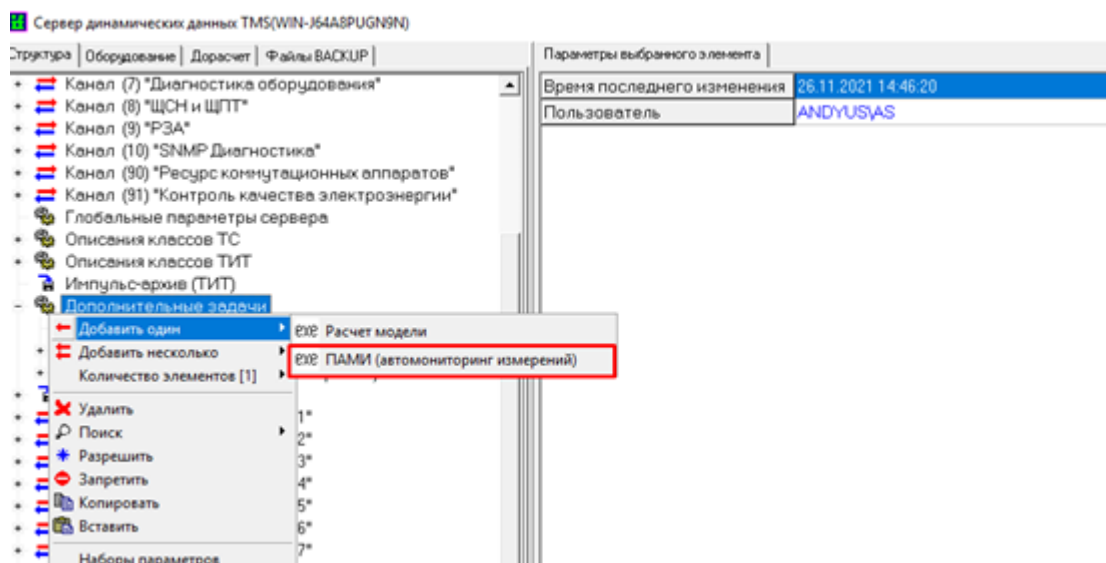 Сервер динамических данных TMS(WIN-J64A8PUGN9N)
Структура Оборудование Дорасчет Файлы BACKUP
Параметры выбранного элемента
Канал (7) "Диагностика оборудования"
Время последнего изменения 26.11.2021 14:46:20
Канал (8) "ЩСН и ЩПТ"
Пользователь ANDYUS\AS
Канал (9) "РЗА"
Канал (10) "SNMP Диагностика"
Канал (90) "Ресурс коммутационных аппаратов"
Канал (91) "Контроль качества электроэнергии"
Глобальные параметры сервера
Описания классов ТС
Описания классов ТИТ
Импульс-архив (ТИТ)
Дополнительные задачи
Добавить один
exe Расчет модели
Добавить несколько
exe ПАМИ (автомониторинг измерений)
Количество элементов [1]
Удалить
1"
Поиск
2"
Разрешить
3"
Запретить
4"
Копировать
5"
Вставить
6"
Наборы параметров
7"